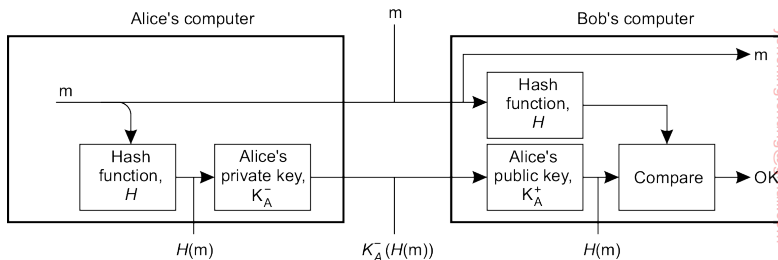 Alice's computer
m
Bob's computer
m
m
Hash
function,
H
Hash
function,
H
Alice's
private key,
K_A^-
Alice's
public key,
K_A^+
Compare
OK
H(m)
K_A^-(H(m))
H(m)